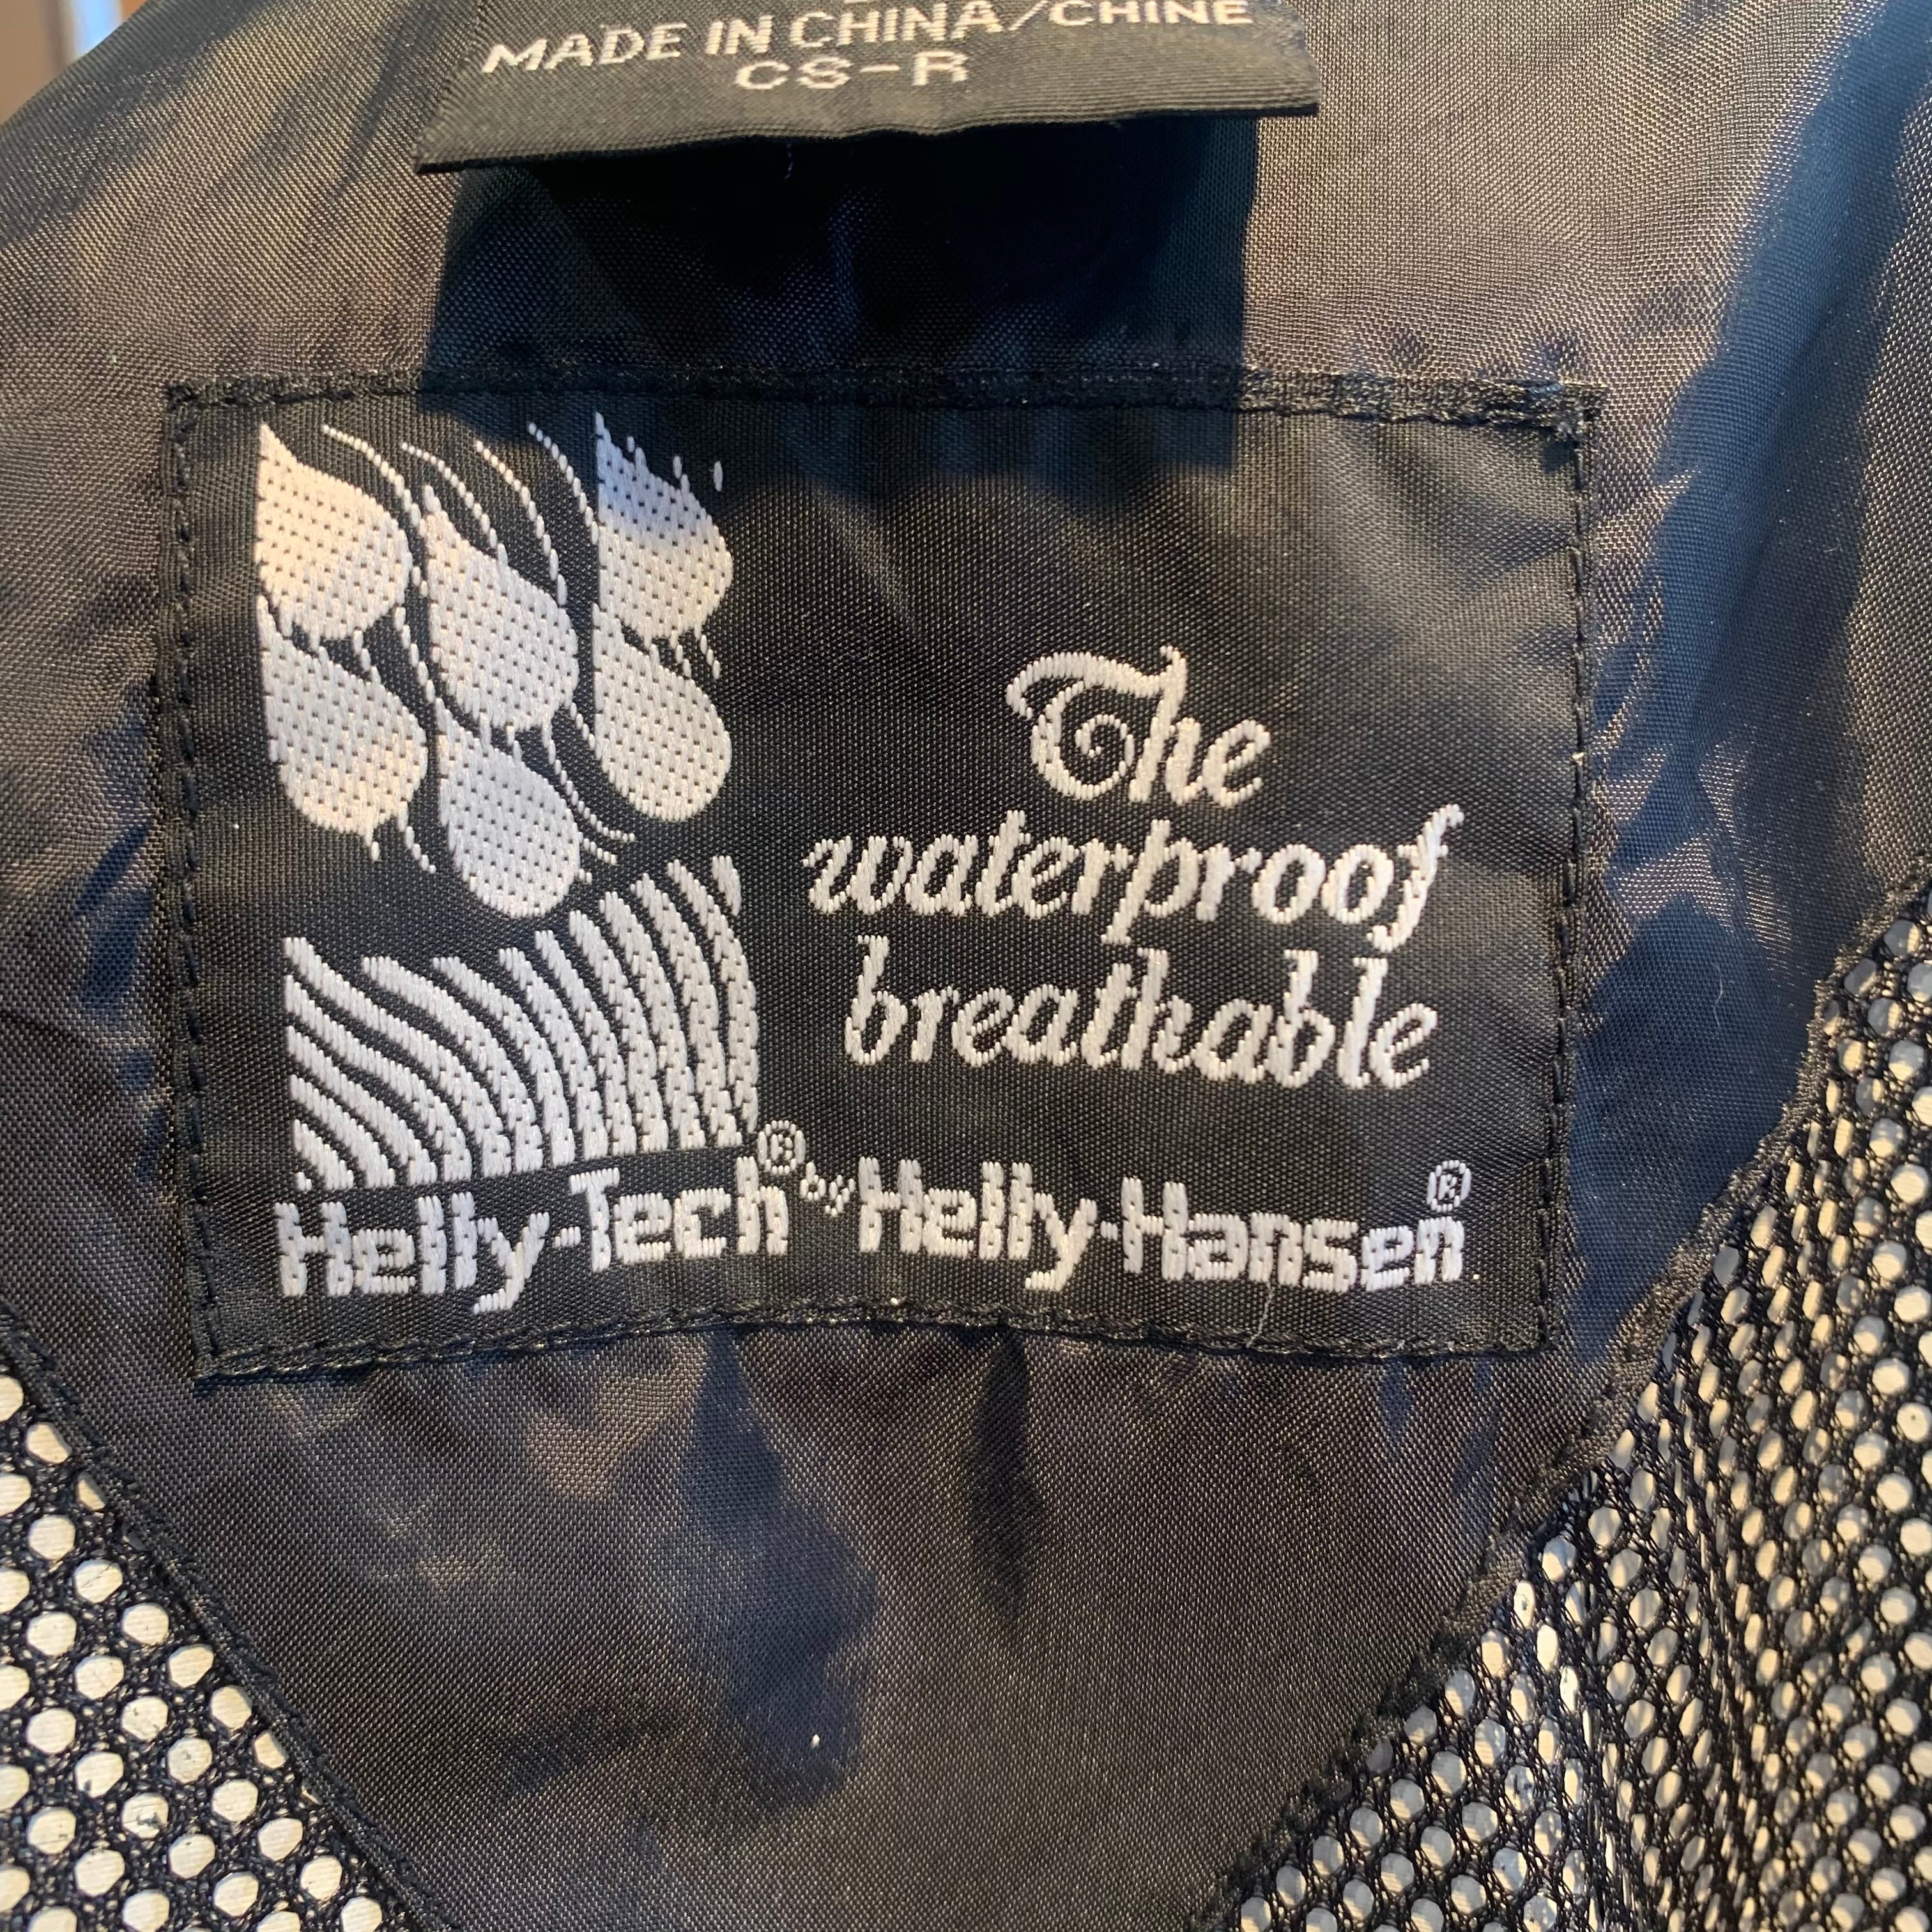 MADE IN CHINA/CHINE
CS-R
The
waterproof
breathable
Helly-Tech® by Helly-Hansen®